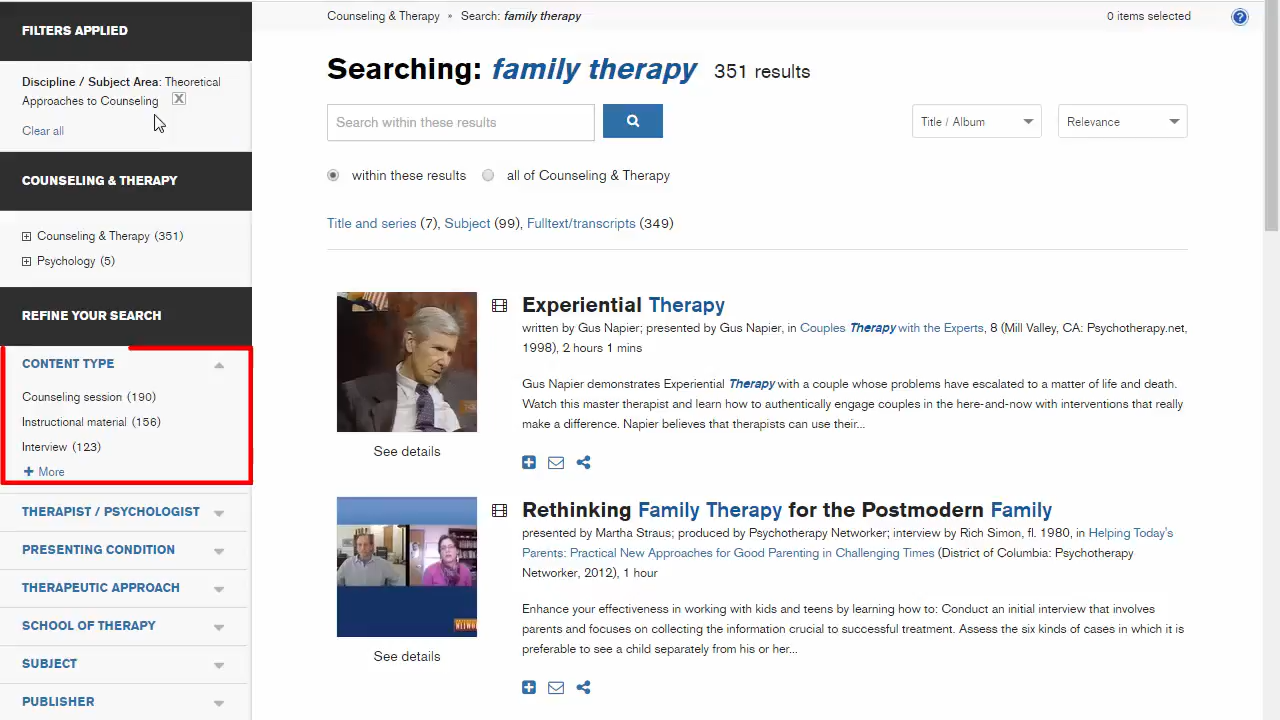 FILTERS APPLIED
Discipline / Subject Area: Theoretical
Approaches to Counseling
Clear all
COUNSELING & THERAPY
Counseling & Therapy (351)
Psychology (5)
REFINE YOUR SEARCH
CONTENT TYPE
Counseling session (190)
Instructional material (156)
Interview (123)
More
THERAPIST / PSYCHOLOGIST
PRESENTING CONDITION
THERAPEUTIC APPROACH
SCHOOL OF THERAPY
SUBJECT
PUBLISHER
Counseling & Therapy » Search: family therapy
0 items selected
?
Searching: family therapy 351 results
Search within these results
Title / Album
Relevance
within these results
all of Counseling & Therapy
Title and series (7), Subject (99), Fulltext/transcripts (349)
Experiential Therapy
written by Gus Napier; presented by Gus Napier, in Couples Therapy with the Experts, 8 (Mill Valley, CA: Psychotherapy.net,
1998), 2 hours 1 mins
Gus Napier demonstrates Experiential Therapy with a couple whose problems have escalated to a matter of life and death.
Watch this master therapist and learn how to authentically engage couples in the here-and-now with interventions that really
make a difference. Napier believes that therapists can use their...
See details
Rethinking Family Therapy for the Postmodern Family
presented by Martha Straus; produced by Psychotherapy Networker; interview by Rich Simon, fl. 1980, in Helping Today's
Parents: Practical New Approaches for Good Parenting in Challenging Times (District of Columbia: Psychotherapy
Networker, 2012), 1 hour
Enhance your effectiveness in working with kids and teens by learning how to: Conduct an initial interview that involves
parents and focuses on collecting the information crucial to successful treatment. Assess the six kinds of cases in which it is
preferable to see a child separately from his or her...
See details